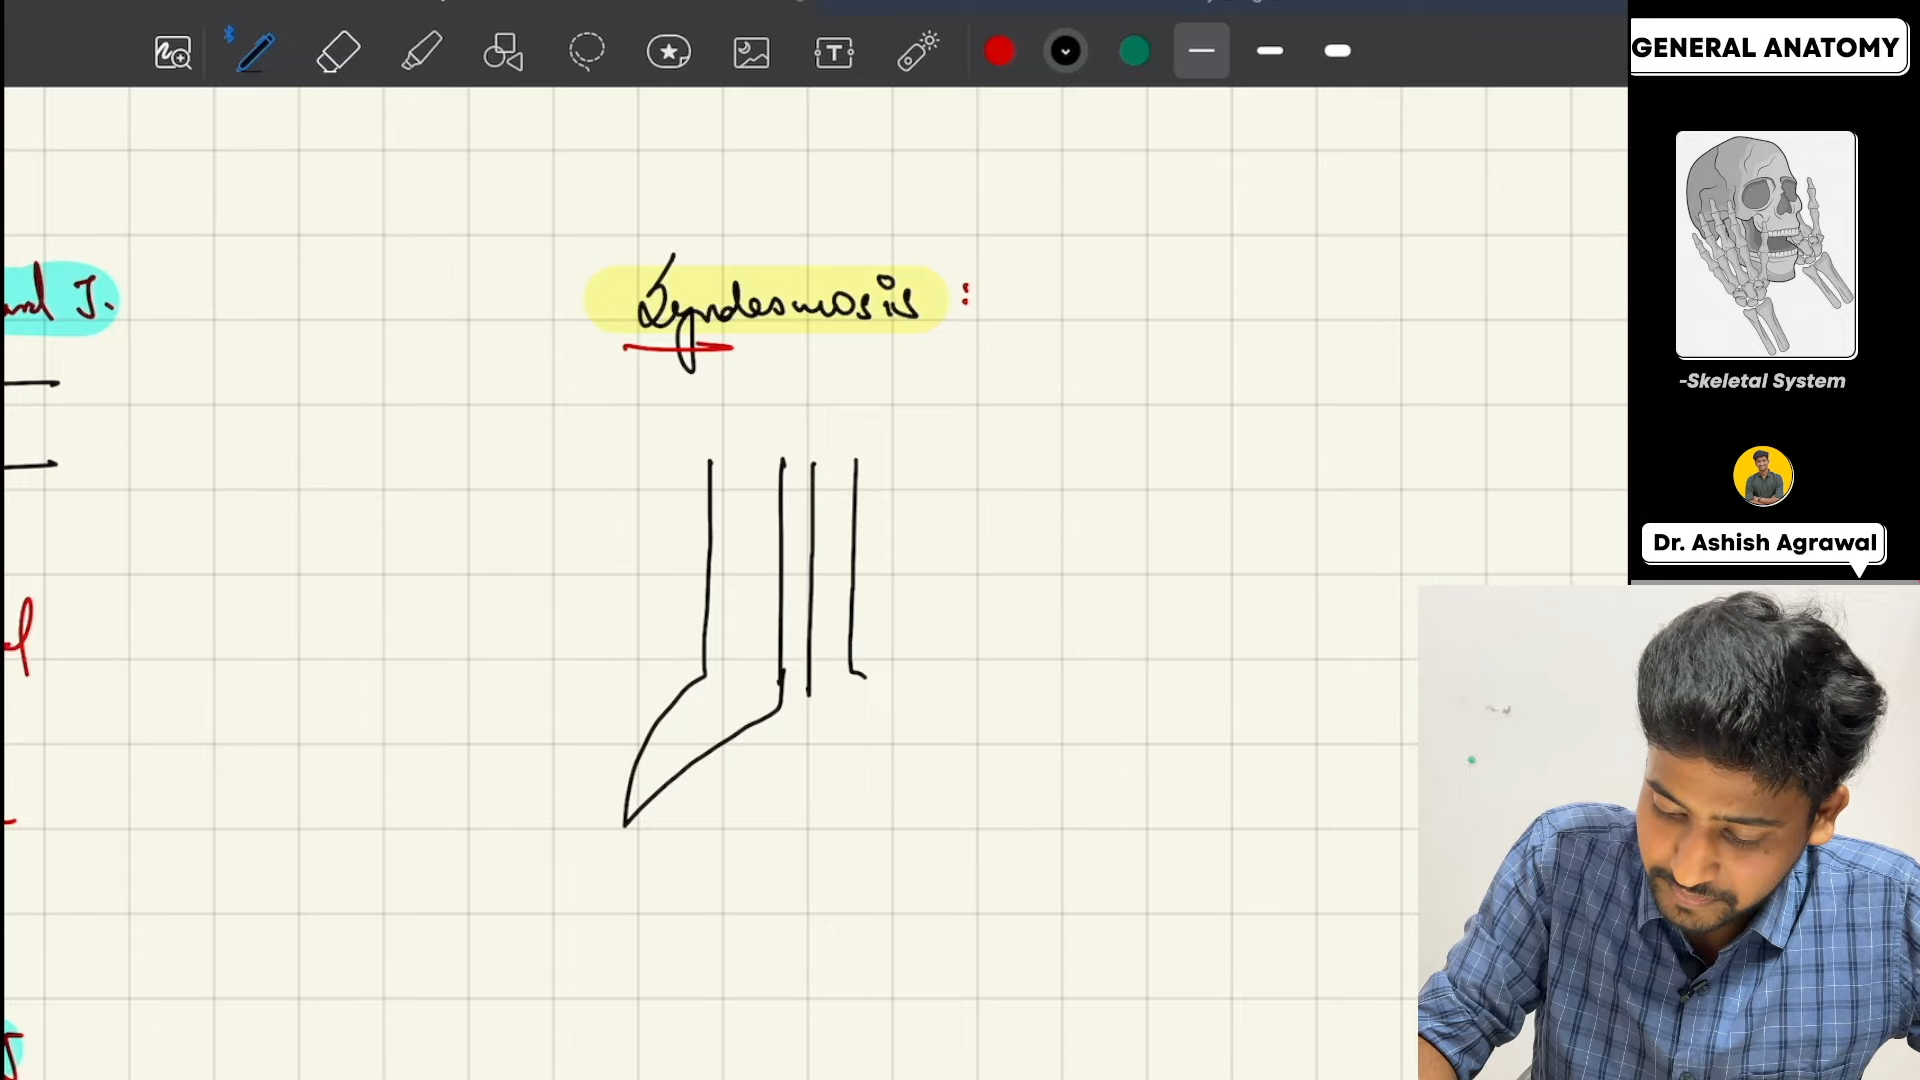 GENERAL ANATOMY
Syndesmosis :
J.
-Skeletal System
Dr. Ashish Agrawal
T